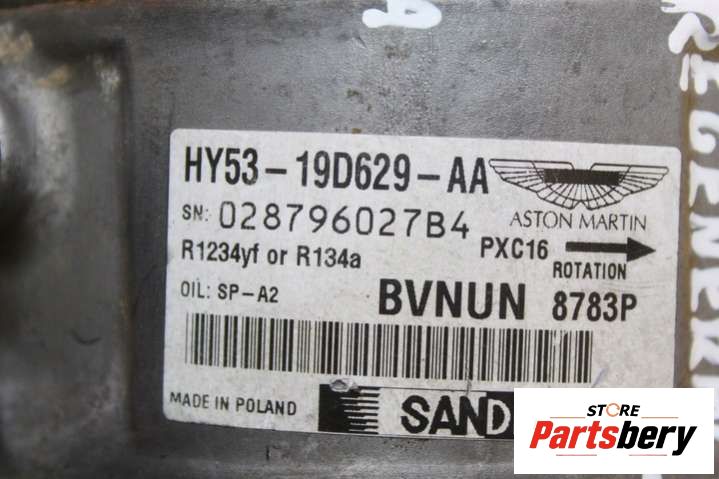 HY53-19D629-AA
SN: 028796027B4
ASTON MARTIN
R1234yf or R134a
PXC16
ROTATION
OIL: SP-A2
BVNUN 8783P
MADE IN POLAND
SAND
STORE
Partsbery